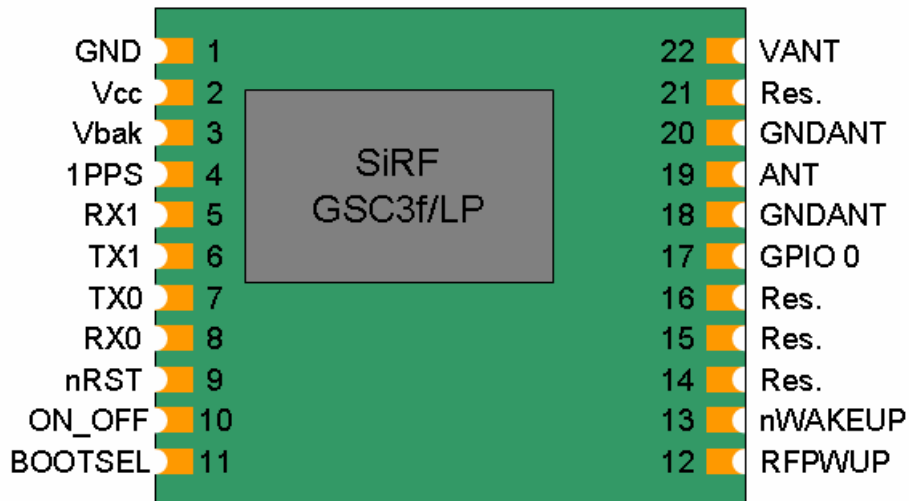 GND 1 22 VANT
Vcc 2 21 Res.
Vbak 3 20 GNDANT
1PPS 4 SiRF 19 ANT
RX1 5 GSC3f/LP 18 GNDANT
TX1 6 17 GPIO 0
TX0 7 16 Res.
RX0 8 15 Res.
nRST 9 14 Res.
ON_OFF 10 13 nWAKEUP
BOOTSEL 11 12 RFPWUP